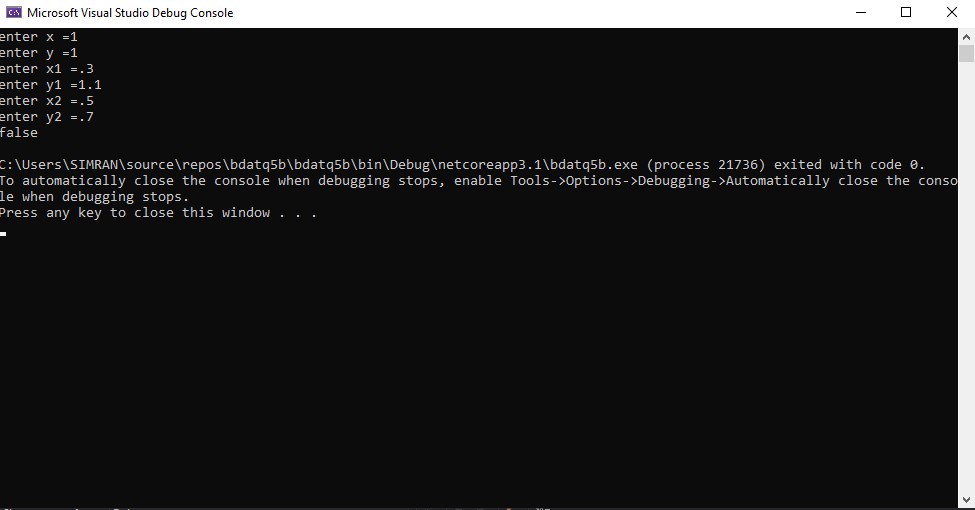 Microsoft Visual Studio Debug Console
enter x =1
enter y =1
enter x1 =.3
enter y1 =1.1
enter x2 =.5
enter y2 =.7
false
C:\Users\SIMRAN\source\repos\bdatq5b\bdatq5b\bin\Debug\netcoreapp3.1\bdatq5b.exe (process 21736) exited with code 0.
To automatically close the console when debugging stops, enable Tools->Options->Debugging->Automatically close the conso
le when debugging stops.
Press any key to close this window . . .